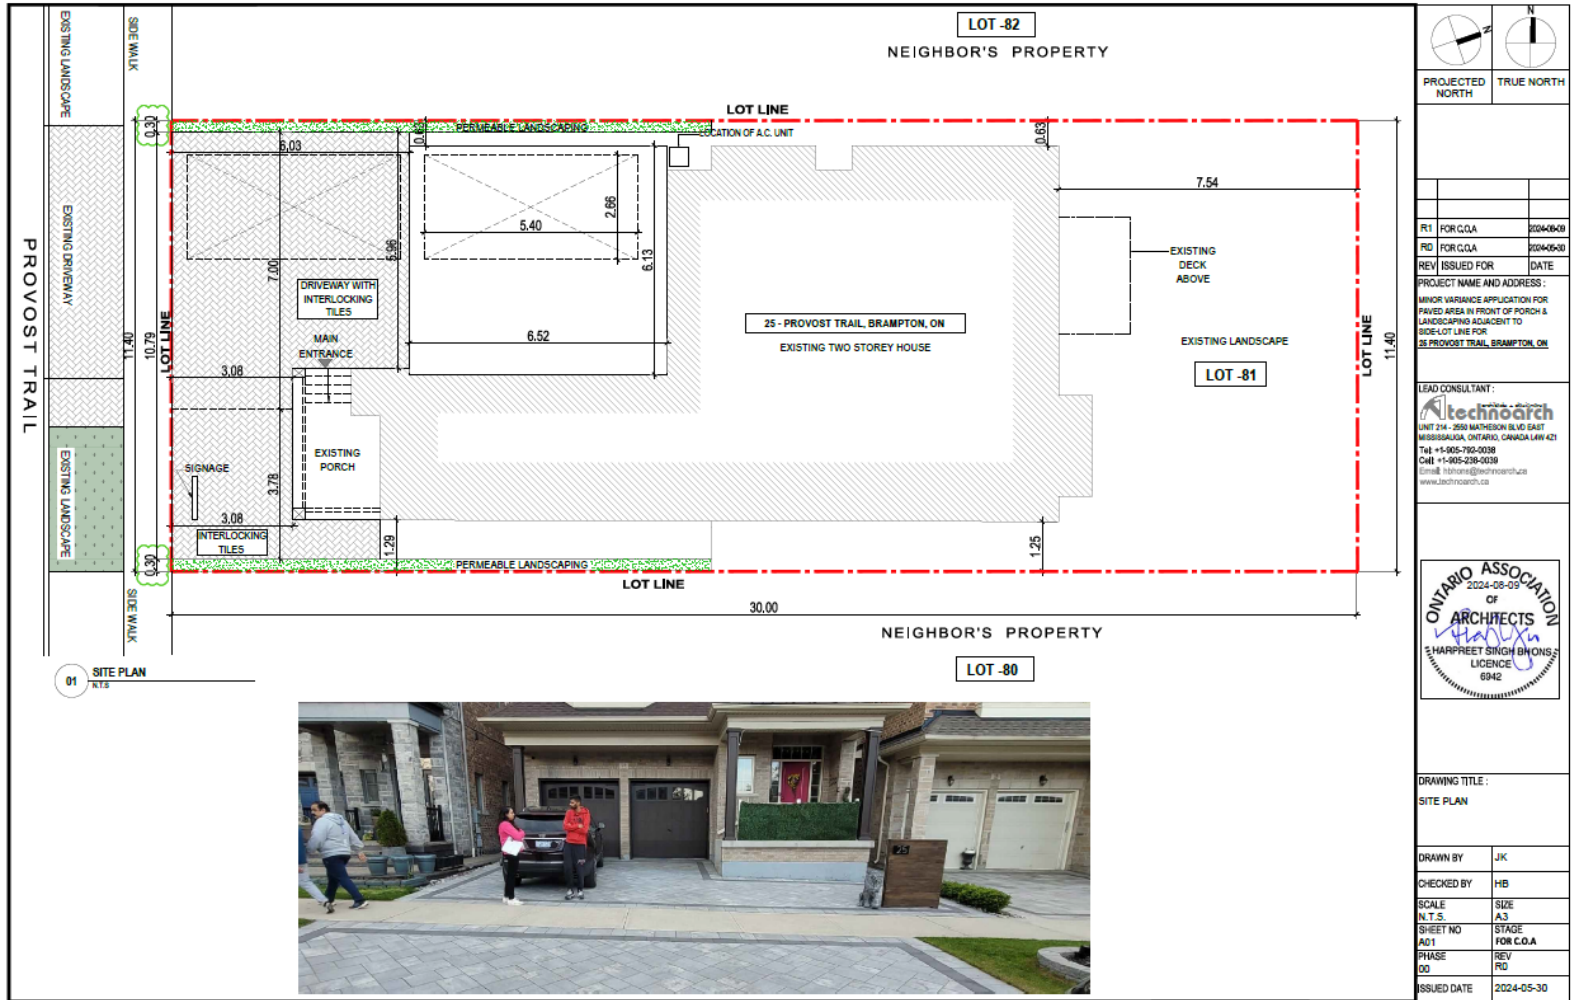 LOT -82
NEIGHBOR'S PROPERTY
EXISTING LANDSCAPE
SIDE WALK
EXISTING DRIVEWAY
EXISTING LANDSCAPE
SIDE WALK
PROVOST TRAIL
LOT LINE
LOT LINE
LOT LINE
LOT LINE
0.30
11.40
10.79
0.30
PERMEABLE LANDSCAPING
LOCATION OF A.C. UNIT
0.63
6.03
5.40
2.66
6.13
5.96
7.00
6.52
7.54
11.40
DRIVEWAY WITH
INTERLOCKING
TILES
MAIN
ENTRANCE
3.08
EXISTING
PORCH
SIGNAGE
3.78
3.08
INTERLOCKING
TILES
1.29
1.25
PERMEABLE LANDSCAPING
25 - PROVOST TRAIL, BRAMPTON, ON
EXISTING TWO STOREY HOUSE
EXISTING
DECK
ABOVE
EXISTING LANDSCAPE
LOT -81
30.00
NEIGHBOR'S PROPERTY
LOT -80
01
SITE PLAN
N.T.S
25
N
N
PROJECTED
NORTH
TRUE NORTH
R1 FOR C.O.A 2024-08-09
R0 FOR C.O.A 2024-05-30
REV ISSUED FOR DATE
PROJECT NAME AND ADDRESS :
MINOR VARIANCE APPLICATION FOR
PAVED AREA IN FRONT OF PORCH &
LANDSCAPING ADJACENT TO
SIDE-LOT LINE FOR
25 PROVOST TRAIL, BRAMPTON, ON
LEAD CONSULTANT :
technoarch
UNIT 214 - 2550 MATHESON BLVD EAST
MISSISSAUGA, ONTARIO, CANADA L4W 4Z1
Tel: +1-905-792-0038
Cell: +1-905-238-0039
Email: hbhons@technoarch.ca
www.technoarch.ca
ONTARIO ASSOCIATION
2024-08-09
OF
ARCHITECTS
HARPREET SINGH BHONS
LICENCE
6942
DRAWING TITLE :
SITE PLAN
DRAWN BY JK
CHECKED BY HB
SCALE SIZE
N.T.S. A3
SHEET NO STAGE
A01 FOR C.O.A
PHASE REV
00 R0
ISSUED DATE 2024-05-30